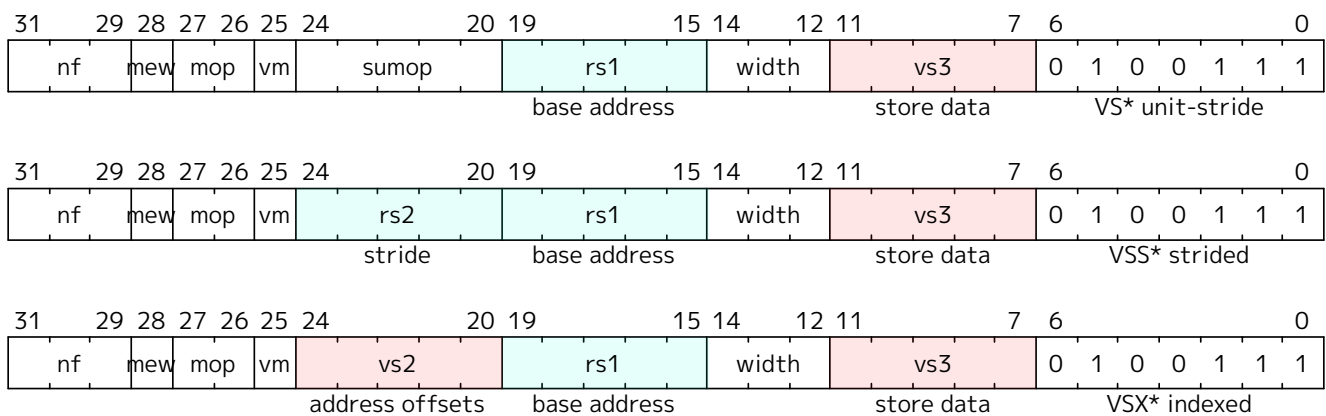 31 29 28 27 26 25 24 20 19 15 14 12 11 7 6 0
nf mew mop vm sumop rs1 width vs3 0 1 0 0 1 1 1
base address store data VS* unit-stride
31 29 28 27 26 25 24 20 19 15 14 12 11 7 6 0
nf mew mop vm rs2 rs1 width vs3 0 1 0 0 1 1 1
stride base address store data VSS* strided
31 29 28 27 26 25 24 20 19 15 14 12 11 7 6 0
nf mew mop vm vs2 rs1 width vs3 0 1 0 0 1 1 1
address offsets base address store data VSX* indexed